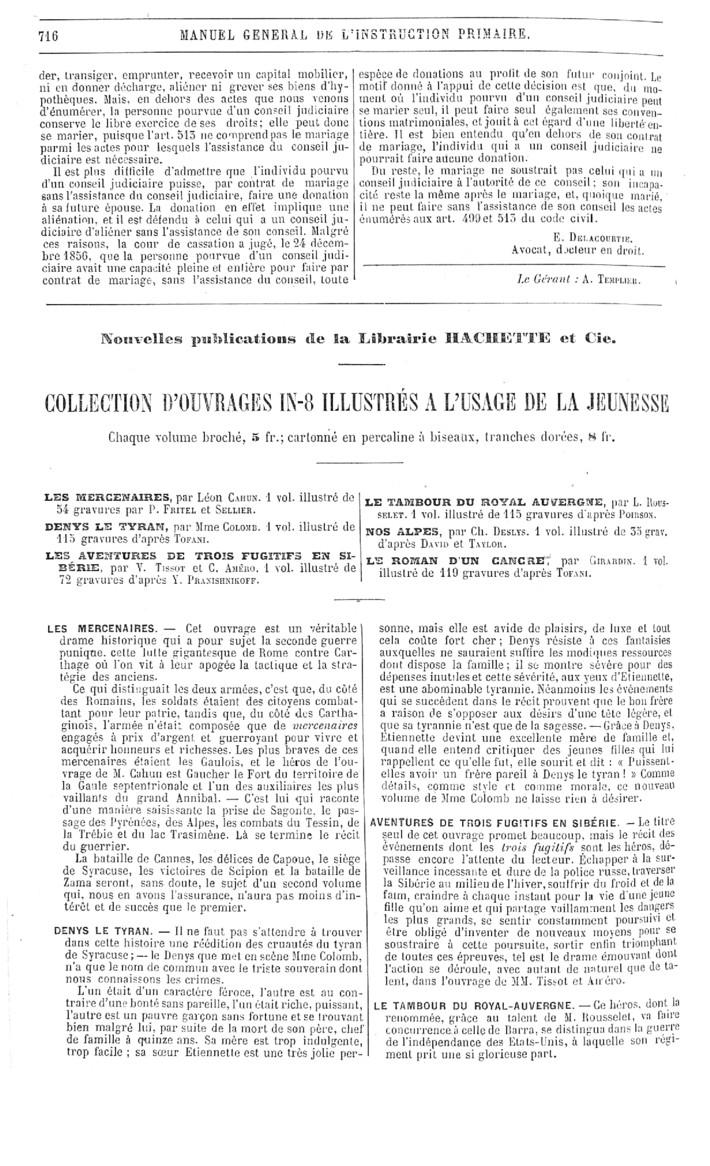 716 MANUEL GENERAL DE L'INSTRUCTION PRIMAIRE.
der, transiger, emprunter, recevoir un capital mobilier,
ni en donner décharge, aliéner ni grever ses biens d'hy-
pothèques. Mais, en dehors des actes que nous venons
d'énumérer, la personne pourvue d'un conseil judiciaire
conserve le libre exercice de ses droits; elle peut donc
se marier, puisque l'art. 513 ne comprend pas le mariage
parmi les actes pour lesquels l'assistance du conseil ju-
diciaire est nécessaire.
Il est plus difficile d'admettre que l'individu pourvu
d'un conseil judiciaire puisse, par contrat de mariage
sans l'assistance du conseil judiciaire, faire une donation
à sa future épouse. La donation en effet implique une
aliénation, et il est défendu à celui qui a un conseil ju-
diciaire d'aliéner sans l'assistance de son conseil. Malgré
ces raisons, la cour de cassation a jugé, le 24 décem-
bre 1856, que la personne pourvue d'un conseil judi-
ciaire avait une capacité pleine et entière pour faire par
contrat de mariage, sans l'assistance du conseil, toute
espèce de donations au profit de son futur conjoint. Le
motif donné à l'appui de cette décision est que, du mo-
ment où l'individu pourvu d'un conseil judiciaire peut
se marier seul, il peut faire seul également ses conven-
tions matrimoniales, et jouit à cet égard d'une liberté en-
tière. Il est bien entendu qu'en dehors de son contrat
de mariage, l'individu qui a un conseil judiciaire ne
pourrait faire aucune donation.
Du reste, le mariage ne soustrait pas celui qui a un
conseil judiciaire à l'autorité de ce conseil; son incapa-
cité reste la même après le mariage, et, quoique marié,
il ne peut faire sans l'assistance de son conseil les actes
énumérés aux art. 499 et 513 du code civil.
E. DELACOURTIE,
Avocat, docteur en droit.
Le Gérant : A. TEMPLIER.
Nouvelles publications de la Librairie HACHETTE et Cie.
COLLECTION D'OUVRAGES IN-8 ILLUSTRÉS A L'USAGE DE LA JEUNESSE
Chaque volume broché, 5 fr.; cartonné en percaline à biseaux, tranches dorées, 8 fr.
LES MERCENAIRES, par Léon CAHUN. 1 vol. illustré de
54 gravures par P. FRITEL et SELLIER.
DENYS LE TYRAN, par Mme COLOMB. 1 vol. illustré de
115 gravures d'après TOFANI.
LES AVENTURES DE TROIS FUGITIFS EN SI-
BÉRIE, par V. TISSOT et C. AMÉRO. 1 vol. illustré de
72 gravures d'après Y. PRANISHNIKOFF.
LE TAMBOUR DU ROYAL AUVERGNE, par L. ROUS-
SELET. 1 vol. illustré de 115 gravures d'après POIRSON.
NOS ALPES, par Ch. DESLYS. 1 vol. illustré de 35 grav.
d'après DAVID et TAYLOR.
LE ROMAN D'UN CANCRE, par GIRARDIN. 1 vol.
illustré de 119 gravures d'après TOFANI.
LES MERCENAIRES. — Cet ouvrage est un véritable
drame historique qui a pour sujet la seconde guerre
punique, cette lutte gigantesque de Rome contre Car-
thage où l'on vit à leur apogée la tactique et la stra-
tégie des anciens.
Ce qui distinguait les deux armées, c'est que, du côté
des Romains, les soldats étaient des citoyens combat-
tant pour leur patrie, tandis que, du côté des Cartha-
ginois, l'armée n'était composée que de mercenaires
engagés à prix d'argent et guerroyant pour vivre et
acquérir honneurs et richesses. Les plus braves de ces
mercenaires étaient les Gaulois, et le héros de l'ou-
vrage de M. Cahun est Gaucher le Fort du territoire de
la Gaule septentrionale et l'un des auxiliaires les plus
vaillants du grand Annibal. — C'est lui qui raconte
d'une manière saisissante la prise de Sagonte, le pas-
sage des Pyrénées, des Alpes, les combats du Tessin, de
la Trébie et du lac Trasimène. Là se termine le récit
du guerrier.
La bataille de Cannes, les délices de Capoue, le siège
de Syracuse, les victoires de Scipion et la bataille de
Zama seront, sans doute, le sujet d'un second volume
qui, nous en avons l'assurance, n'aura pas moins d'in-
térêt et de succès que le premier.
DENYS LE TYRAN. — Il ne faut pas s'attendre à trouver
dans cette histoire une réédition des cruautés du tyran
de Syracuse; — le Denys que met en scène Mme Colomb,
n'a que le nom de commun avec le triste souverain dont
nous connaissons les crimes.
L'un était d'un caractère féroce, l'autre est au con-
traire d'une bonté sans pareille, l'un était riche, puissant,
l'autre est un pauvre garçon sans fortune et se trouvant
bien malgré lui, par suite de la mort de son père, chef
de famille à quinze ans. Sa mère est trop indulgente,
trop facile; sa sœur Etiennette est une très jolie per-
sonne, mais elle est avide de plaisirs, de luxe et tout
cela coûte fort cher; Denys résiste à ces fantaisies
auxquelles ne sauraient suffire les modiques ressources
dont dispose la famille; il se montre sévère pour des
dépenses inutiles et cette sévérité, aux yeux d'Etiennette,
est une abominable tyrannie. Néanmoins les événements
qui se succèdent dans le récit prouvent que le bon frère
a raison de s'opposer aux désirs d'une tête légère, et
que sa tyrannie n'est que de la sagesse. — Grâce à Denys,
Etiennette devint une excellente mère de famille et,
quand elle entend critiquer des jeunes filles qui lui
rappellent ce qu'elle fut, elle sourit et dit : « Puissent-
elles avoir un frère pareil à Denys le tyran ! » Comme
détails, comme style et comme morale, ce nouveau
volume de Mme Colomb ne laisse rien à désirer.
AVENTURES DE TROIS FUGITIFS EN SIBÉRIE. — Le titre
seul de cet ouvrage promet beaucoup, mais le récit des
événements dont les trois fugitifs sont les héros, dé-
passe encore l'attente du lecteur. Échapper à la sur-
veillance incessante et dure de la police russe, traverser
la Sibérie au milieu de l'hiver, souffrir du froid et de la
faim, craindre à chaque instant pour la vie d'une jeune
fille qu'on aime et qui partage vaillamment les dangers
les plus grands, se sentir constamment poursuivi et
être obligé d'inventer de nouveaux moyens pour se
soustraire à cette poursuite, sortir enfin triomphant
de toutes ces épreuves, tel est le drame émouvant dont
l'action se déroule, avec autant de naturel que de ta-
lent, dans l'ouvrage de MM. Tissot et Améro.
LE TAMBOUR DU ROYAL-AUVERGNE. — Ce héros, dont la
renommée, grâce au talent de M. Rousselet, va faire
concurrence à celle de Barra, se distingua dans la guerre
de l'indépendance des États-Unis, à laquelle son régi-
ment prit une si glorieuse part.